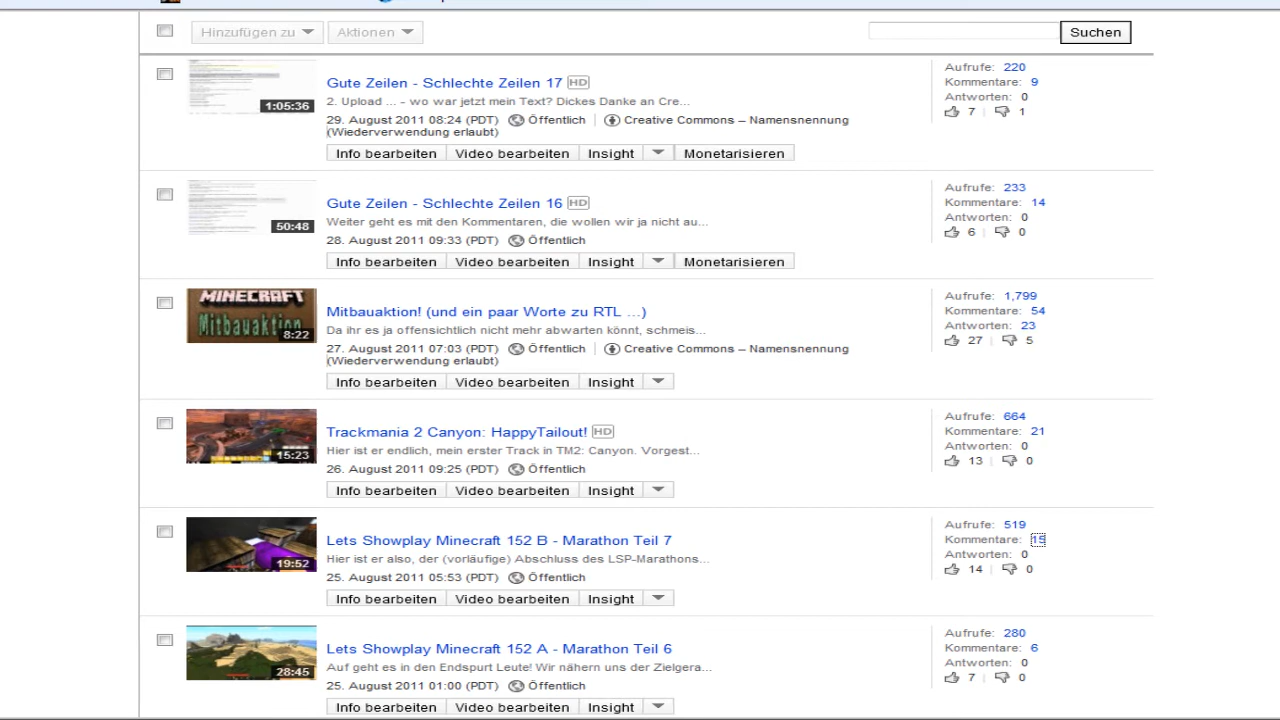 Hinzufügen zu
Aktionen
Suchen
1:05:36
Gute Zeilen - Schlechte Zeilen 17 HD
... - wo war jetzt mein Text? Dickes Danke an Cre...
29. August 2011 08:24 (PDT) Öffentlich Creative Commons – Namensnennung
(Wiederverwendung erlaubt)
Info bearbeiten Video bearbeiten Insight Monetarisieren
Aufrufe: 220
Kommentare: 9
Antworten: 0
7 1
50:48
Gute Zeilen - Schlechte Zeilen 16 HD
Weiter geht es mit den Kommentaren, sie wollen ja nicht au...
28. August 2011 09:33 (PDT) Öffentlich
Info bearbeiten Video bearbeiten Insight Monetarisieren
Aufrufe: 233
Kommentare: 14
Antworten: 0
6 0
MINECRAFT
Mitbauaktion
8:22
Mitbauaktion! (und ein paar Worte zu RTL ...)
Da ihr es ja offensichtlich nicht mehr abwarten könnt, schmeis...
27. August 2011 07:03 (PDT) Öffentlich Creative Commons – Namensnennung
(Wiederverwendung erlaubt)
Info bearbeiten Video bearbeiten Insight
Aufrufe: 1,799
Kommentare: 54
Antworten: 23
27 5
15:23
Trackmania 2 Canyon: HappyTailout! HD
Hier ist er endlich, mein erster Track in TM2: Canyon. Vorgest...
26. August 2011 09:25 (PDT) Öffentlich
Info bearbeiten Video bearbeiten Insight
Aufrufe: 664
Kommentare: 21
Antworten: 0
13 0
19:52
Lets Showplay Minecraft 152 B - Marathon Teil 7
Hier ist er also, der (vorläufige) Abschluss des LSP-Marathons...
25. August 2011 05:53 (PDT) Öffentlich
Info bearbeiten Video bearbeiten Insight
Aufrufe: 519
Kommentare: 15
Antworten: 0
14 0
28:45
Lets Showplay Minecraft 152 A - Marathon Teil 6
Auf geht es in den Endspurt Leute! Wir nähern uns der Zielgera...
25. August 2011 01:00 (PDT) Öffentlich
Info bearbeiten Video bearbeiten Insight
Aufrufe: 280
Kommentare: 6
Antworten: 0
7 0